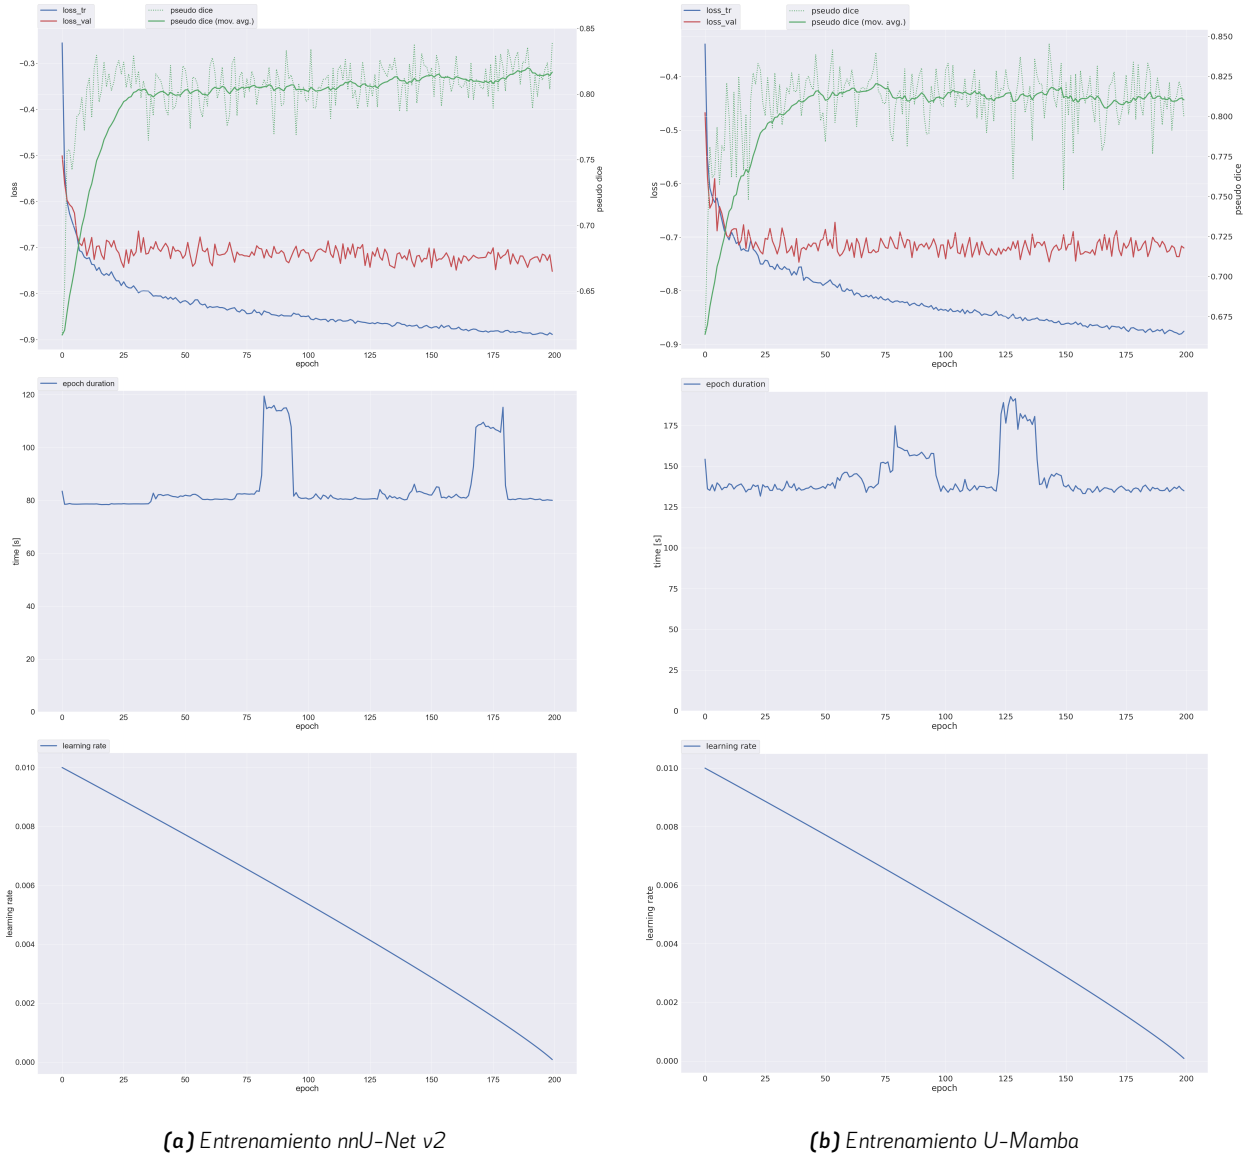 loss_tr
loss_val
pseudo dice
pseudo dice (mov. avg.)
−0.3
−0.4
−0.5
−0.6
−0.7
−0.8
−0.9
loss
0.85
0.80
0.75
0.70
0.65
pseudo dice
0 25 50 75 100 125 150 175 200
epoch
epoch duration
120
100
80
60
40
20
0
time [s]
0 25 50 75 100 125 150 175 200
epoch
learning rate
0.010
0.008
0.006
0.004
0.002
0.000
learning rate
0 25 50 75 100 125 150 175 200
epoch
(a) Entrenamiento nnU-Net v2
loss_tr
loss_val
pseudo dice
pseudo dice (mov. avg.)
−0.4
−0.5
−0.6
−0.7
−0.8
−0.9
loss
0.850
0.825
0.800
0.775
0.750
0.725
0.700
0.675
pseudo dice
0 25 50 75 100 125 150 175 200
epoch
epoch duration
175
150
125
100
75
50
25
0
time [s]
0 25 50 75 100 125 150 175 200
epoch
learning rate
0.010
0.008
0.006
0.004
0.002
0.000
learning rate
0 25 50 75 100 125 150 175 200
epoch
(b) Entrenamiento U-Mamba